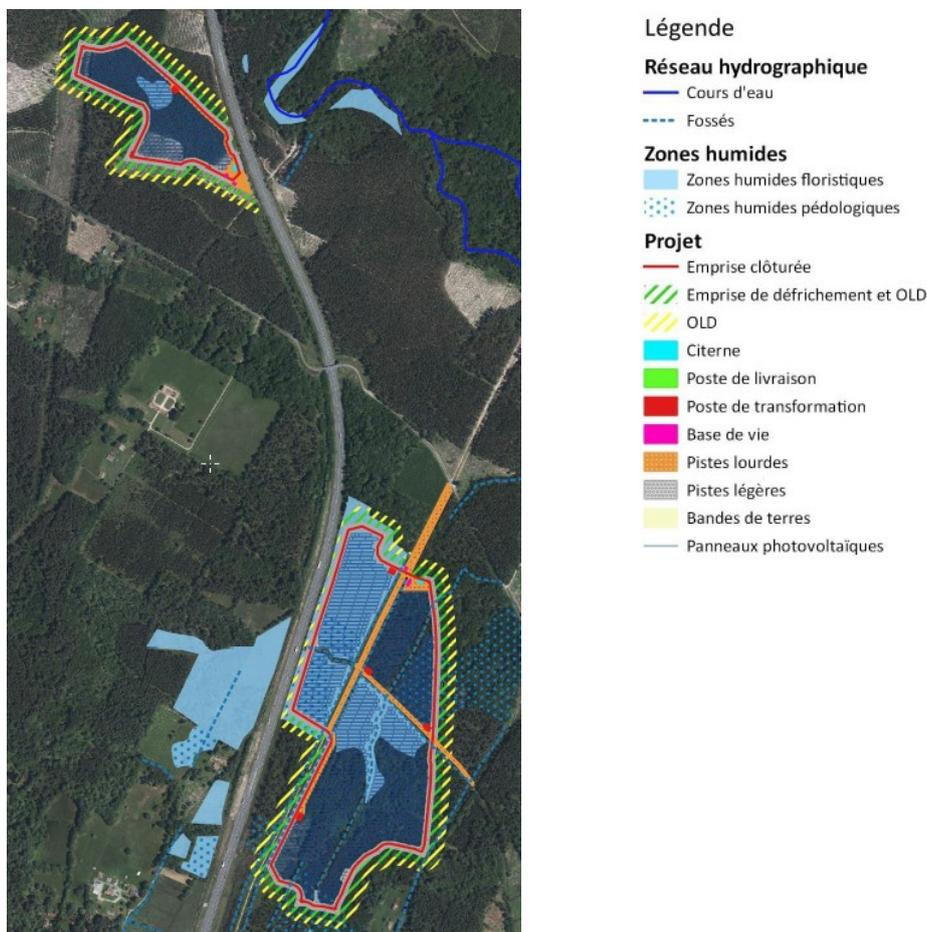 Légende
Réseau hydrographique
Cours d'eau
Fossés
Zones humides
Zones humides floristiques
Zones humides pédologiques
Projet
Emprise clôturée
Emprise de défrichement et OLD
OLD
Citerne
Poste de livraison
Poste de transformation
Base de vie
Pistes lourdes
Pistes légères
Bandes de terres
Panneaux photovoltaïques